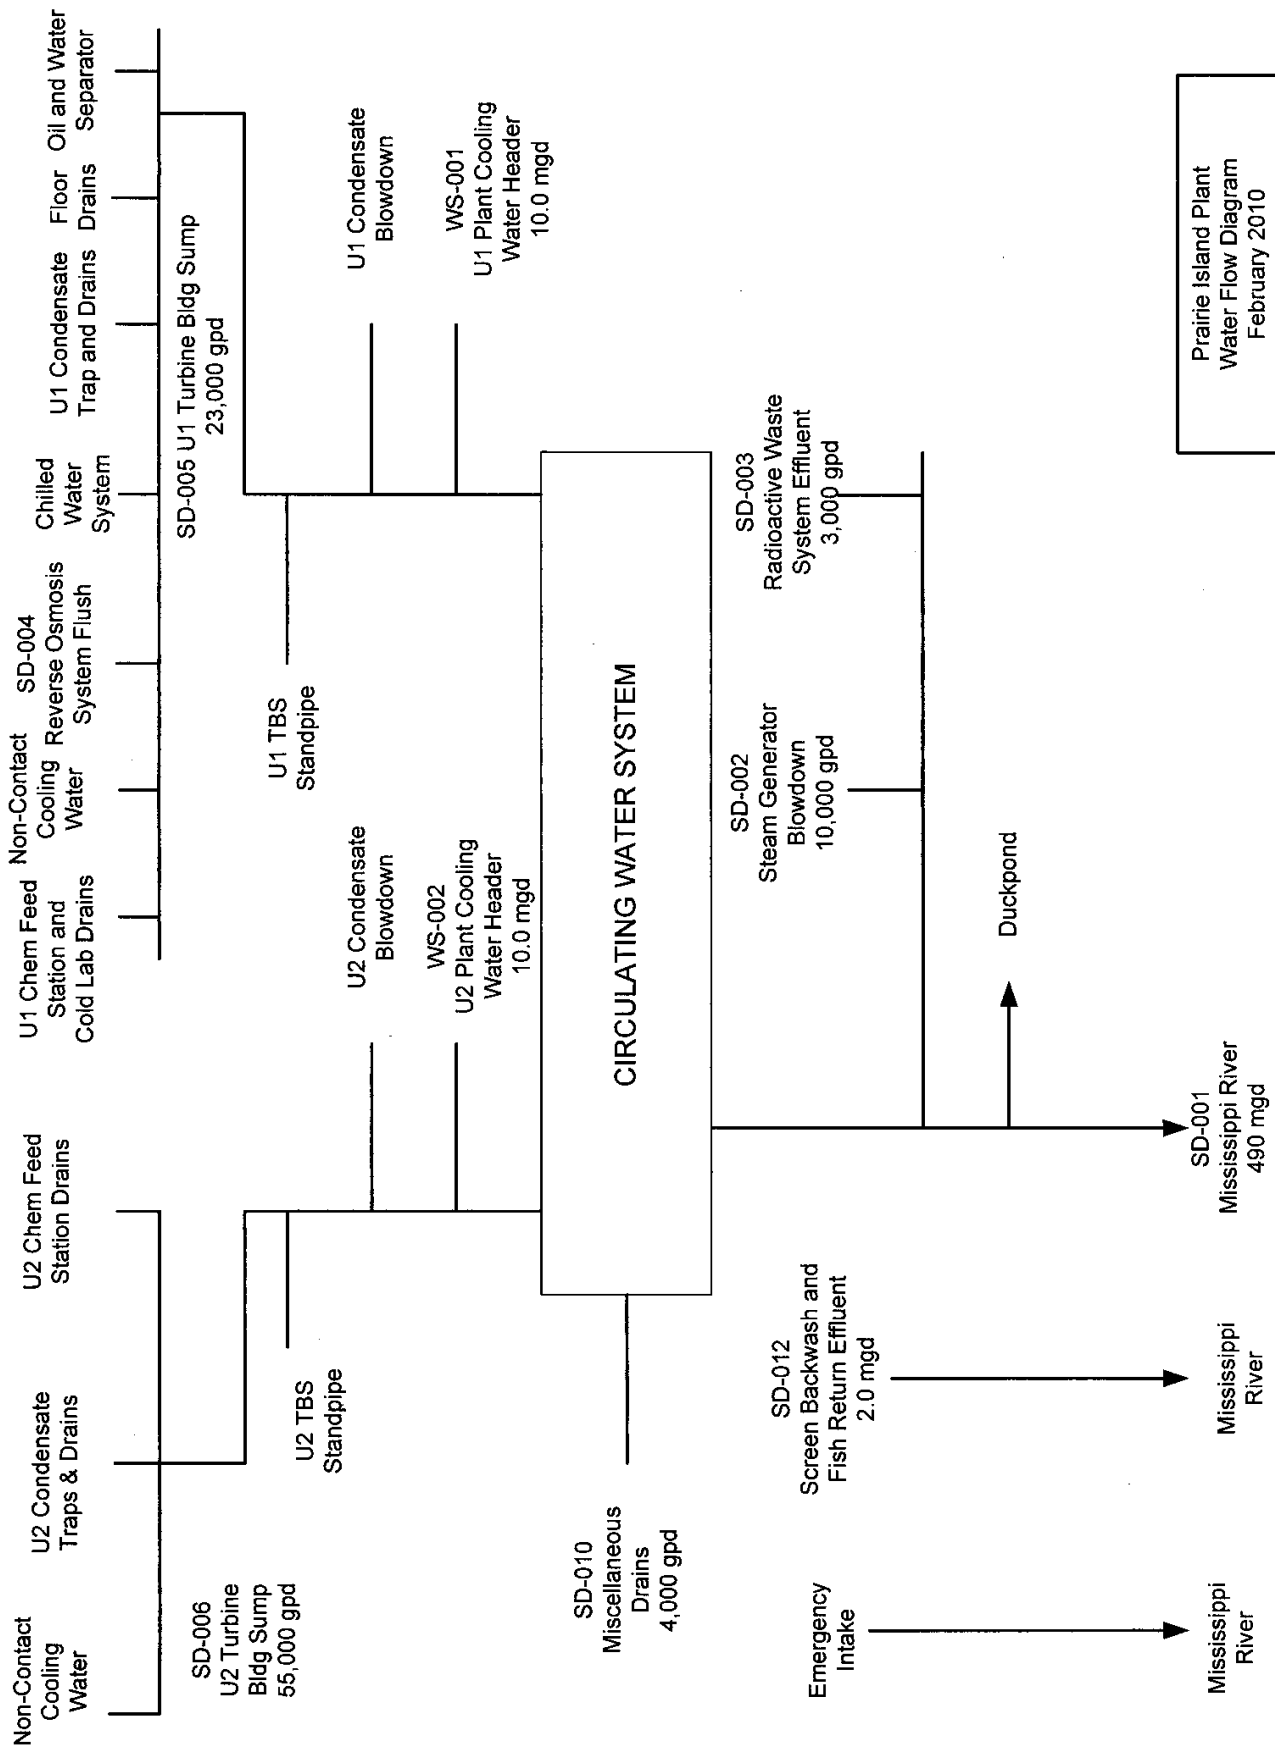 Non-Contact
Cooling
Water
U2 Condensate
Traps & Drains
U2 Chem Feed
Station Drains
U1 Chem Feed
Station and
Cold Lab Drains
Non-Contact
Cooling
Water
SD-004
Reverse Osmosis
System Flush
Chilled
Water
System
U1 Condensate
Trap and Drains
Floor
Drains
Oil and Water
Separator
SD-006
U2 Turbine
Bldg Sump
55,000 gpd
SD-005 U1 Turbine Bldg Sump
23,000 gpd
U2 TBS
Standpipe
U1 TBS
Standpipe
U2 Condensate
Blowdown
U1 Condensate
Blowdown
WS-002
U2 Plant Cooling
Water Header
10.0 mgd
WS-001
U1 Plant Cooling
Water Header
10.0 mgd
SD-010
Miscellaneous
Drains
4,000 gpd
CIRCULATING WATER SYSTEM
Emergency
Intake
SD-012
Screen Backwash and
Fish Return Effluent
2.0 mgd
SD-002
Steam Generator
Blowdown
10,000 gpd
SD-003
Radioactive Waste
System Effluent
3,000 gpd
Duckpond
Mississippi
River
Mississippi
River
SD-001
Mississippi River
490 mgd
Prairie Island Plant
Water Flow Diagram
February 2010